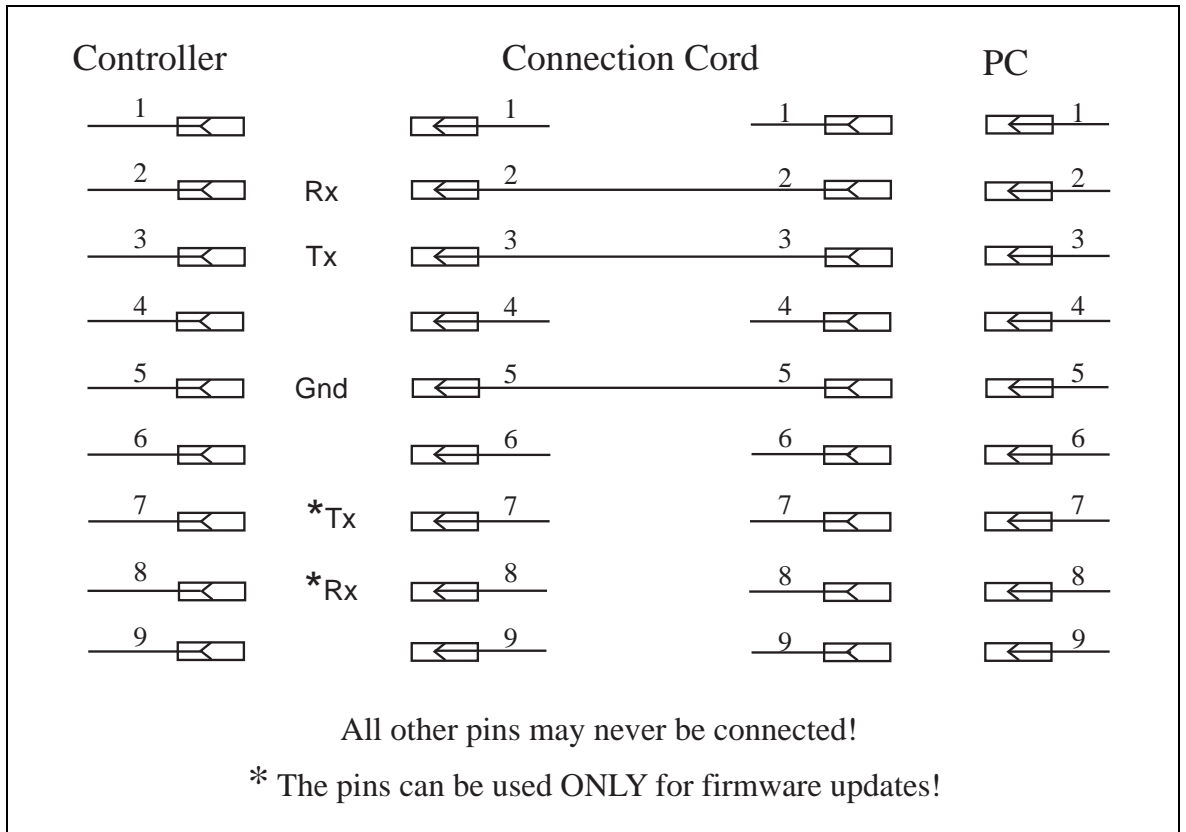 Controller Connection Cord PC
1 1 1 1
2 Rx 2 2 2
3 Tx 3 3 3
4 4 4 4
5 Gnd 5 5 5
6 6 6 6
7 *Tx 7 7 7
8 *Rx 8 8 8
9 9 9 9
All other pins may never be connected!
* The pins can be used ONLY for firmware updates!